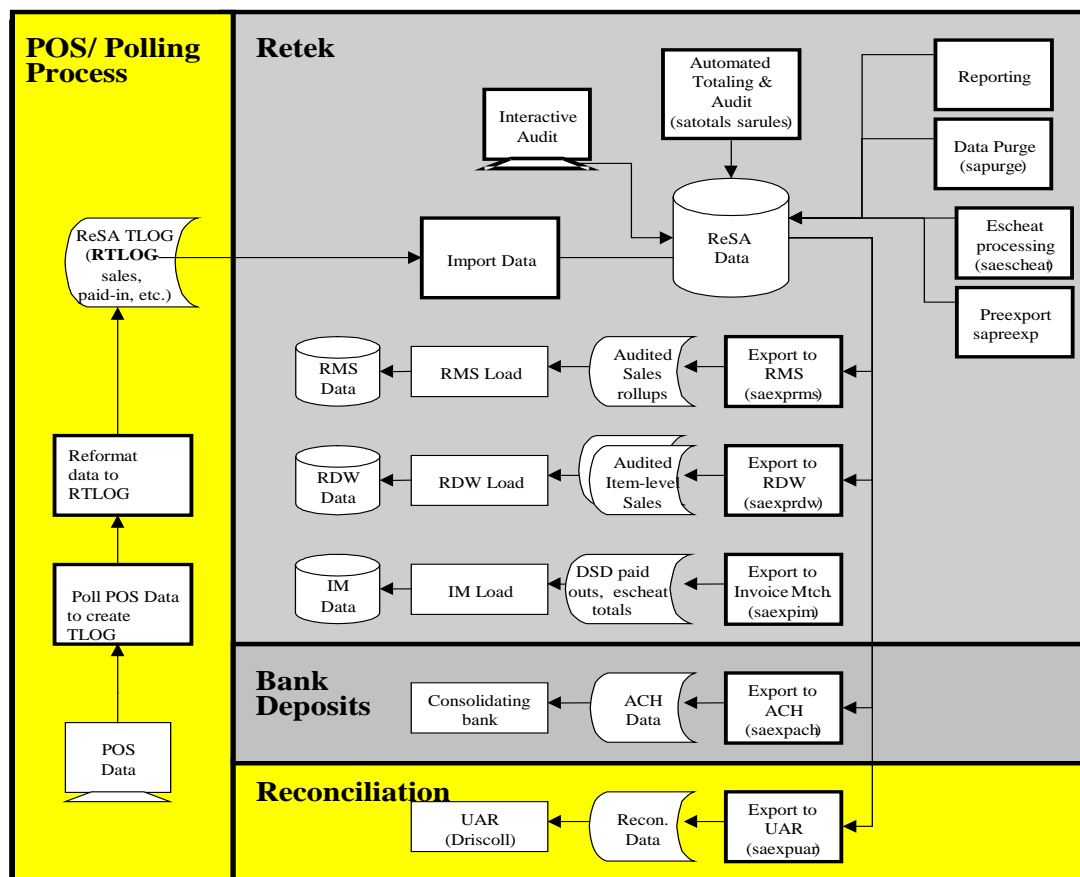 POS/ Polling
Process
ReSA TLOG
(RTLOG
sales,
paid-in, etc.)
Reformat
data to
RTLOG
Poll POS Data
to create
TLOG
POS
Data
Retek
Interactive
Audit
Automated
Totaling &
Audit
(satotals sarules)
Reporting
Data Purge
(sapurge)
Escheat
processing
(saescheat)
Preexport
sapreexp
Import Data
ReSA
Data
RMS
Data
RMS Load
Audited
Sales
rollups
Export to
RMS
(saexprms)
RDW
Data
RDW Load
Audited
Item-level
Sales
Export to
RDW
(saexprdw)
IM
Data
IM Load
DSD paid
outs, escheat
totals
Export to
Invoice Mtch.
(saexpim)
Bank
Deposits
Consolidating
bank
ACH
Data
Export to
ACH
(saexpach)
Reconciliation
UAR
(Driscoll)
Recon.
Data
Export to
UAR
(saexpuar)